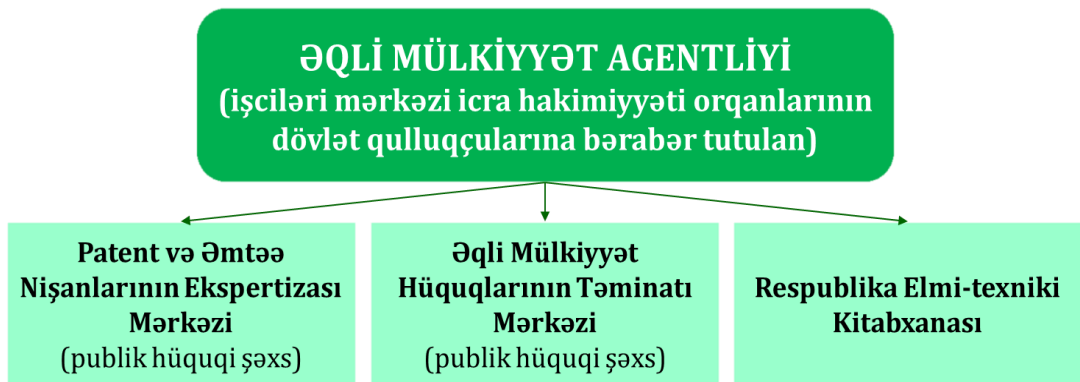 ƏQLİ MÜLKİYYƏT AGENTLİYİ
(işciləri mərkəzi icra hakimiyyəti orqanlarının
dövlət qulluqçularına bərabər tutulan)
Patent və Əmtəə
Nişanlarının Ekspertizası
Mərkəzi
(publik hüquqi şəxs)
Əqli Mülkiyyət
Hüquqlarının Təminatı
Mərkəzi
(publik hüquqi şəxs)
Respublika Elmi-texniki
Kitabxanası